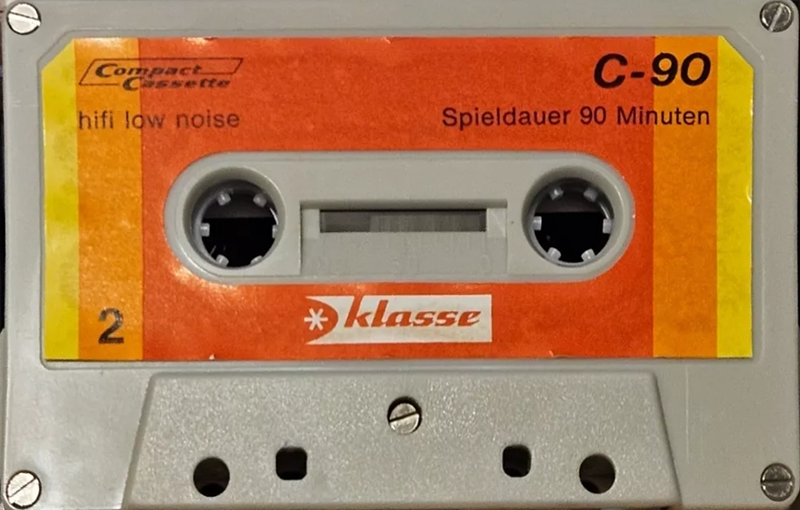 Compact
Cassette
C-90
hifi low noise
Spieldauer 90 Minuten
2
klasse